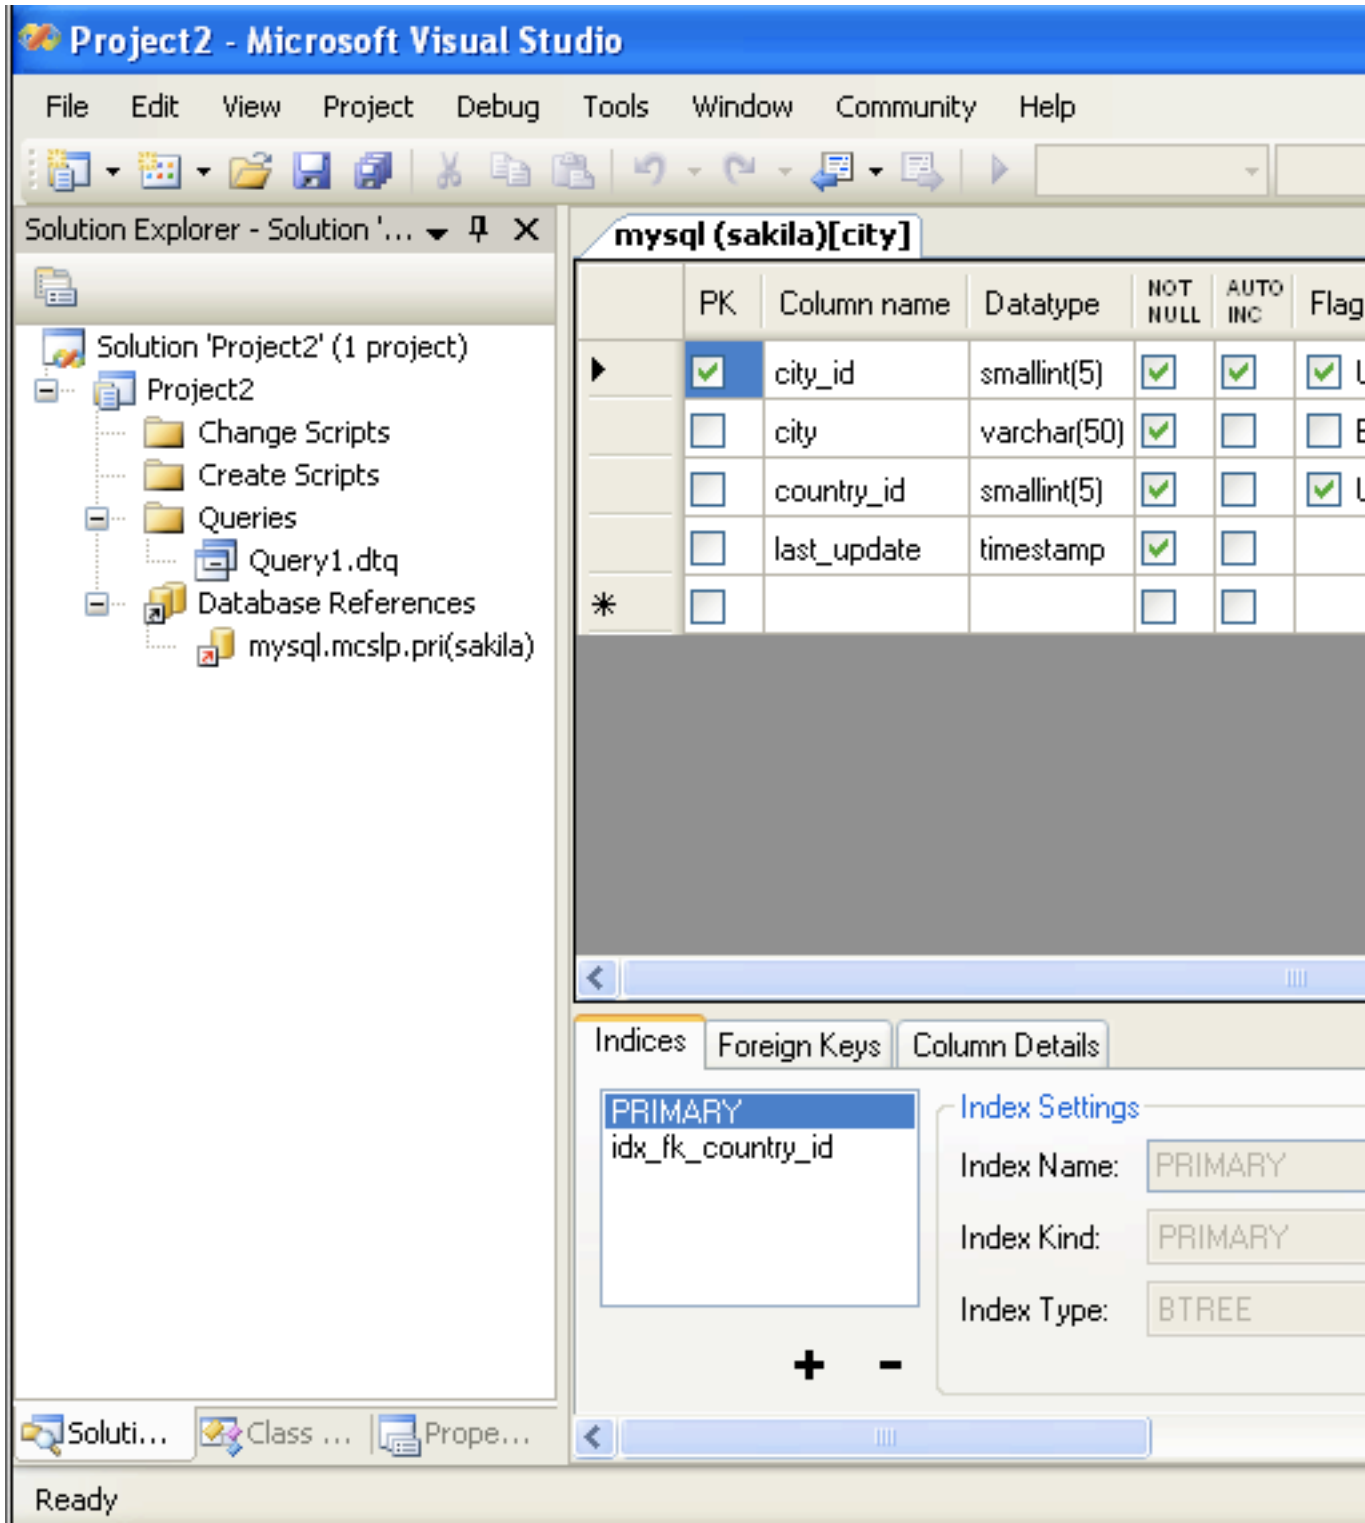 Project2 - Microsoft Visual Studio
File Edit View Project Debug Tools Window Community Help
Solution Explorer - Solution '...
Solution 'Project2' (1 project)
Project2
Change Scripts
Create Scripts
Queries
Query1.dtq
Database References
mysql.mcslp.pri(sakila)
Soluti...
Class ...
Prope...
mysql (sakila)[city]
PK Column name Datatype NOT NULL AUTO INC Flag
city_id smallint(5) U
city varchar(50)
country_id smallint(5) U
last_update timestamp
Indices Foreign Keys Column Details
PRIMARY
idx_fk_country_id
Index Settings
Index Name: PRIMARY
Index Kind: PRIMARY
Index Type: BTREE
Ready